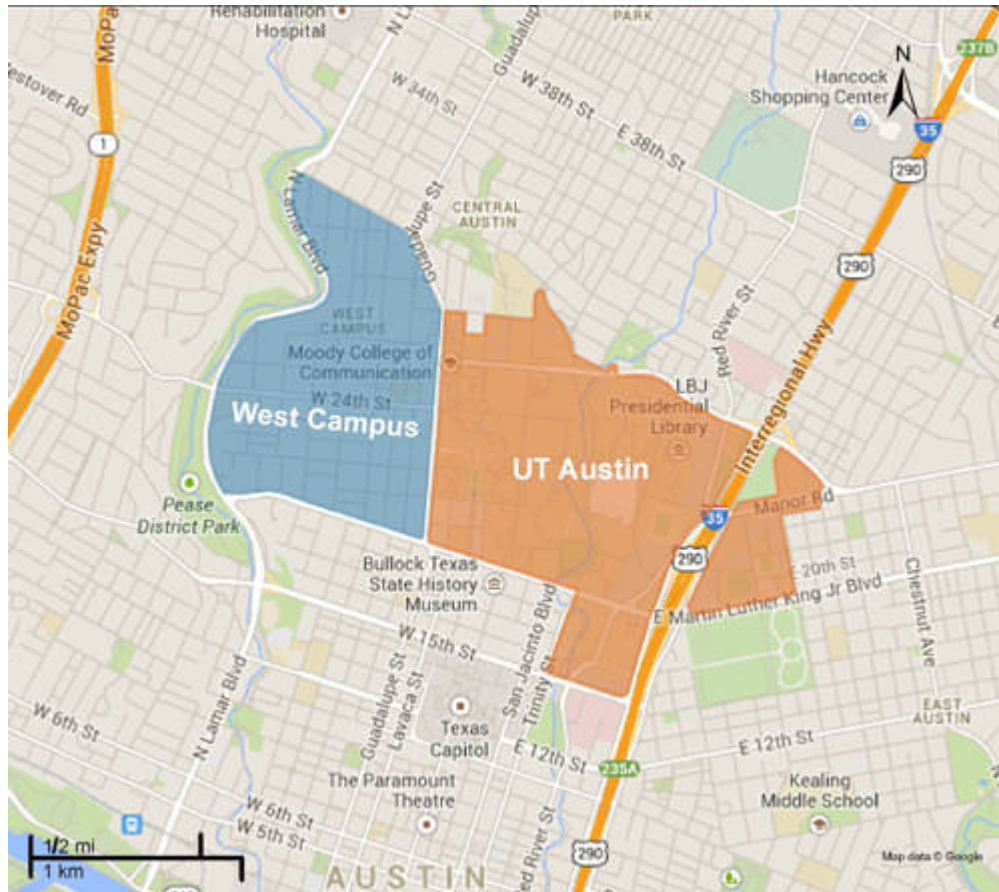 Rehabilitation
Hospital
MoPac
N L
Guadalupe St
PARK
237B
estover Rd
W 34th St
W 38th St
Hancock
Shopping Center
N
35
1
E 38th St
290
N Lamar Blvd
Guadalupe St
CENTRAL
AUSTIN
MoPac Expy
290
WEST
CAMPUS
Moody College of
Communication
Red River St
Interregional Hwy
W 24th St
West Campus
LBJ
Presidential
Library
UT Austin
Pease
District Park
35
Manor Rd
290
Bullock Texas
State History
Museum
E 20th St
E Martin Luther King Jr Blvd
Chestnut Ave
W 15th St
San Jacinto Blvd
Trinity St
N Lamar Blvd
Guadalupe St
Lavaca St
W 6th St
Texas
Capitol
E 12th St
235A
E 12th St
EAST
AUSTIN
The Paramount
Theatre
Kealing
Middle School
W 6th St
W 5th St
Red River St
290
1/2 mi
1 km
AUSTIN
Map data © Google